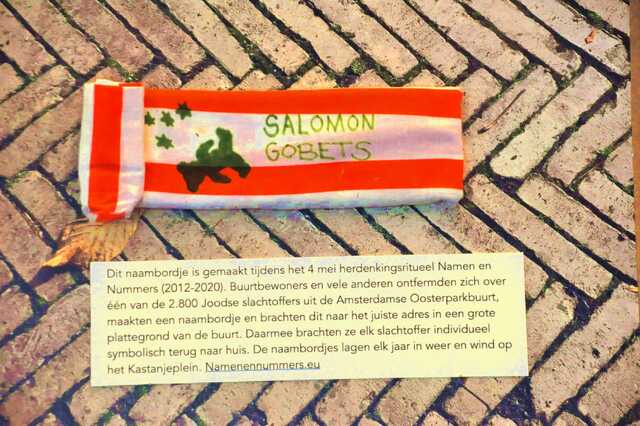 SALOMON
GOBETS
Dit naambordje is gemaakt tijdens het 4 mei herdenkingsritueel Namen en
Nummers (2012-2020). Buurtbewoners en vele anderen ontfermden zich over
één van de 2.800 Joodse slachtoffers uit de Amsterdamse Oosterparkbuurt,
maakten een naambordje en brachten dit naar het juiste adres in een grote
plattegrond van de buurt. Daarmee brachten ze elk slachtoffer individueel
symbolisch terug naar huis. De naambordjes lagen elk jaar in weer en wind op
het Kastanjeplein. Namenennummers.eu